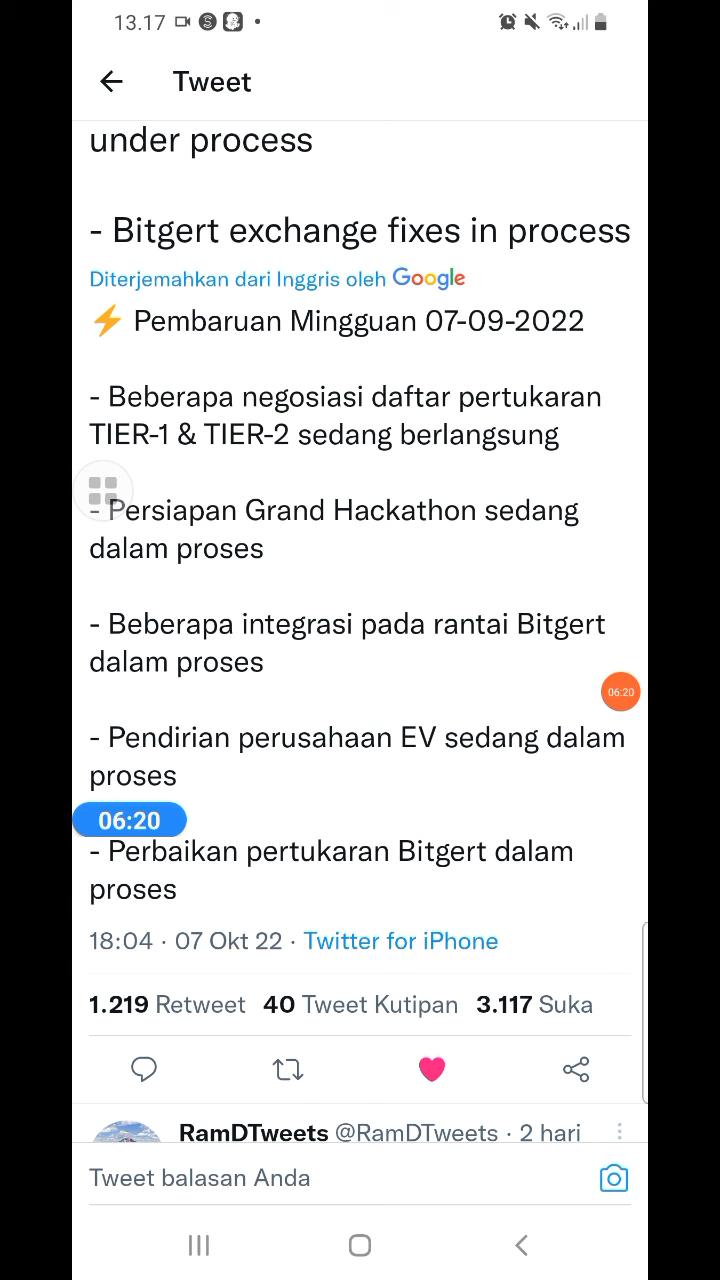 13.17
Tweet
under process
- Bitgert exchange fixes in process
Diterjemahkan dari Inggris oleh Google
⚡ Pembaruan Mingguan 07-09-2022
- Beberapa negosiasi daftar pertukaran
TIER-1 & TIER-2 sedang berlangsung
- Persiapan Grand Hackathon sedang
dalam proses
- Beberapa integrasi pada rantai Bitgert
dalam proses
06:20
- Pendirian perusahaan EV sedang dalam
proses
06:20
- Perbaikan pertukaran Bitgert dalam
proses
18:04 · 07 Okt 22 · Twitter for iPhone
1.219 Retweet 40 Tweet Kutipan 3.117 Suka
RamDTweets @RamDTweets · 2 hari
Tweet balasan Anda